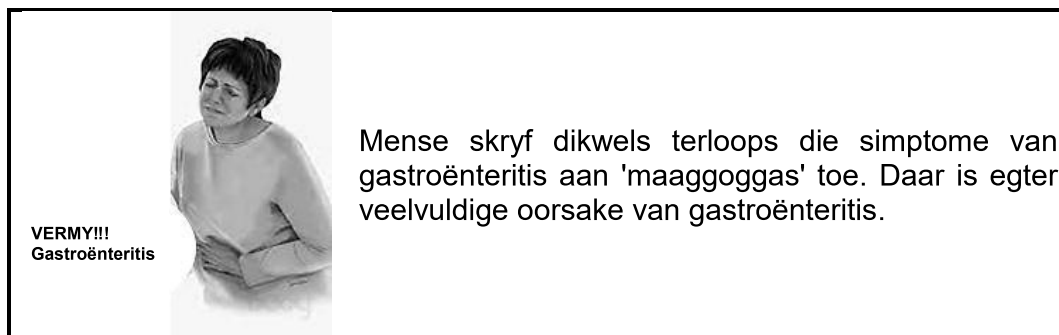 VERMY!!!
Gastroënteritis
Mense skryf dikwels terloops die simptome van
gastroënteritis aan 'maaggoggas' toe. Daar is egter
veelvuldige oorsake van gastroënteritis.